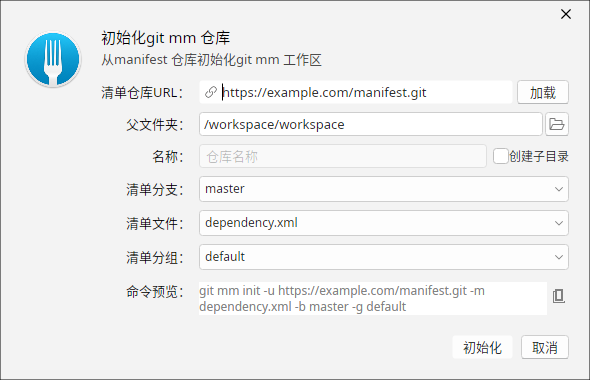 初始化git mm 仓库
从manifest 仓库初始化git mm 工作区
清单仓库URL： https://example.com/manifest.git 加载
父文件夹： /workspace/workspace
名称： 仓库名称 创建子目录
清单分支： master
清单文件： dependency.xml
清单分组： default
命令预览： git mm init -u https://example.com/manifest.git -m
dependency.xml -b master -g default
初始化 取消